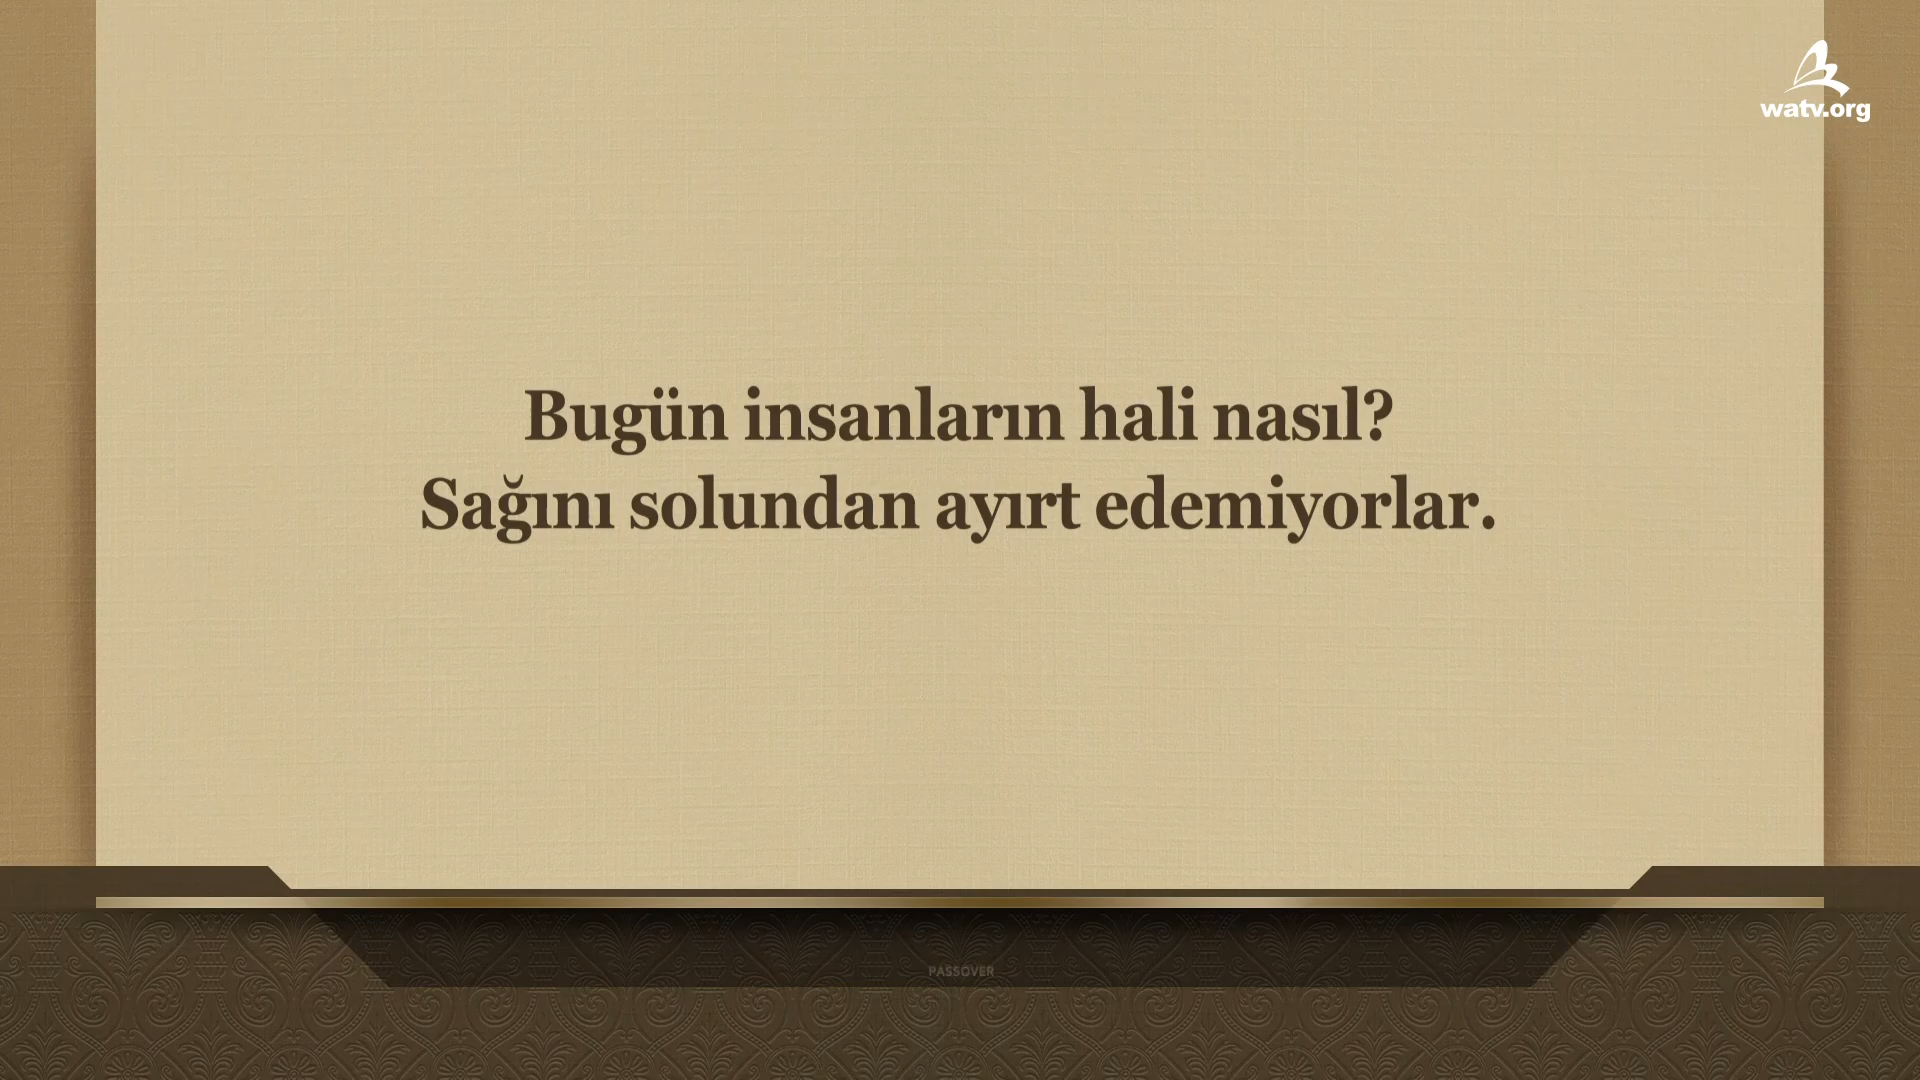 watv.org
Bugün insanların hali nasıl?
Sağını solundan ayırt edemiyorlar.
PASSOVER